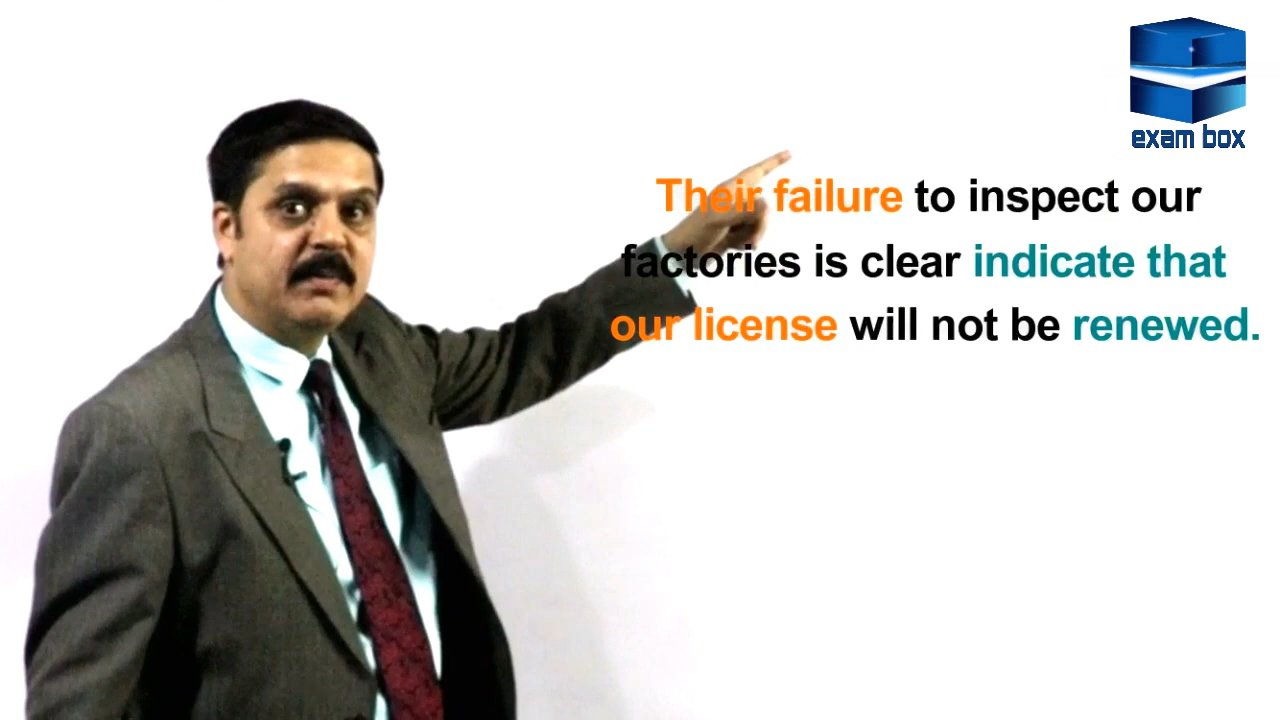 exam box
Their failure to inspect our
factories is clear indicate that
our license will not be renewed.